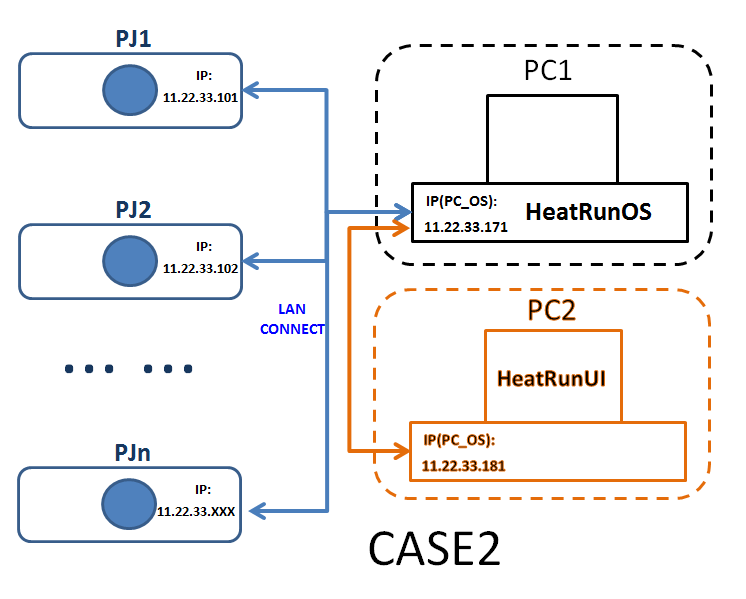 PJ1
IP:
11.22.33.101
PJ2
IP:
11.22.33.102
LAN
CONNECT
... ...
PJn
IP:
11.22.33.XXX
PC1
IP(PC_OS):
11.22.33.171
HeatRunOS
PC2
HeatRunUI
IP(PC_OS):
11.22.33.181
CASE2